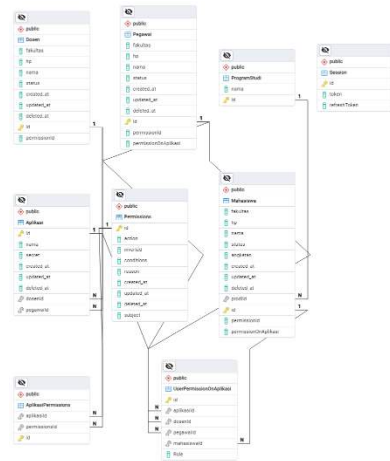 public
Dosen
fakultas
hp
nama
status
created_at
updated_at
deleted_at
id
permissionId
public
Pegawai
fakultas
hp
nama
status
created_at
updated_at
deleted_at
id
permissionId
permissionOnAplikasi
public
ProgramStudi
nama
id
public
Session
id
token
refreshToken
1
1
1
public
Aplikasi
id
nama
secret
created_at
updated_at
deleted_at
dosenId
pegawaiId
1
N
N
public
Permissions
id
action
inverted
conditions
reason
created_at
updated_at
deleted_at
subject
1
public
Mahasiswa
fakultas
hp
nama
status
angkatan
created_at
updated_at
deleted_at
prodiId
id
permissionId
permissionOnAplikasi
N
1
public
AplikasiPermissions
aplikasiId
permissionsId
id
N
N
public
UserPermissionOnAplikasi
id
aplikasiId
dosenId
pegawaiId
mahasiswaId
Role
N
N
N
N